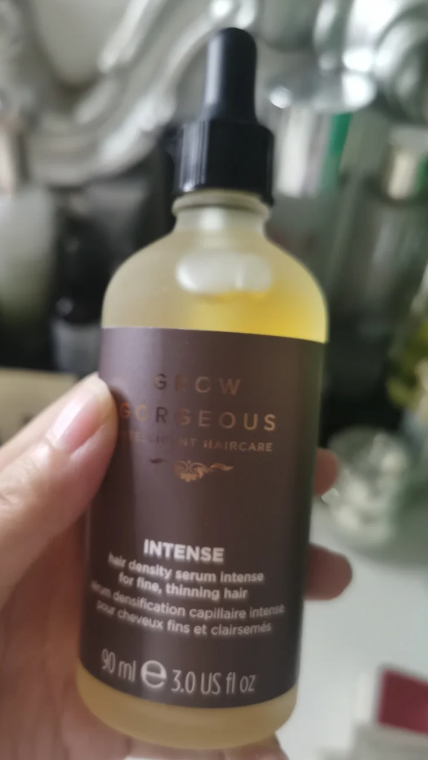 GROW
GORGEOUS
INTELLIGENT HAIRCARE
INTENSE
hair density serum intense
for fine, thinning hair
sérum densification capillaire intense
pour cheveux fins et clairsemés
90 ml e 3.0 US fl oz